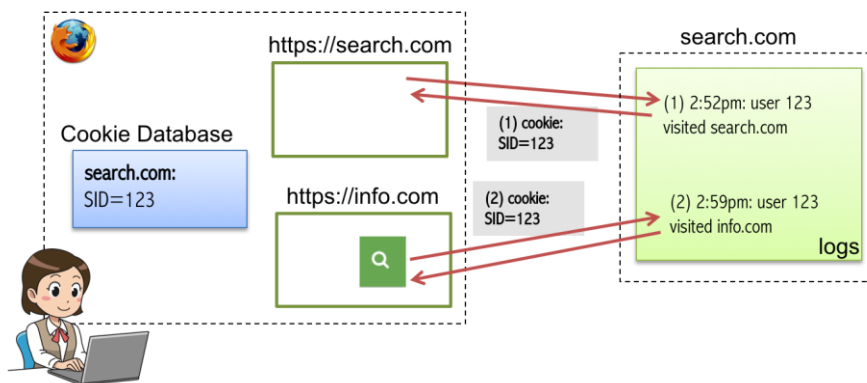 https://search.com
search.com
(1) 2:52pm: user 123
visited search.com
(1) cookie:
SID=123
Cookie Database
search.com:
SID=123
https://info.com
(2) cookie:
SID=123
(2) 2:59pm: user 123
visited info.com
logs